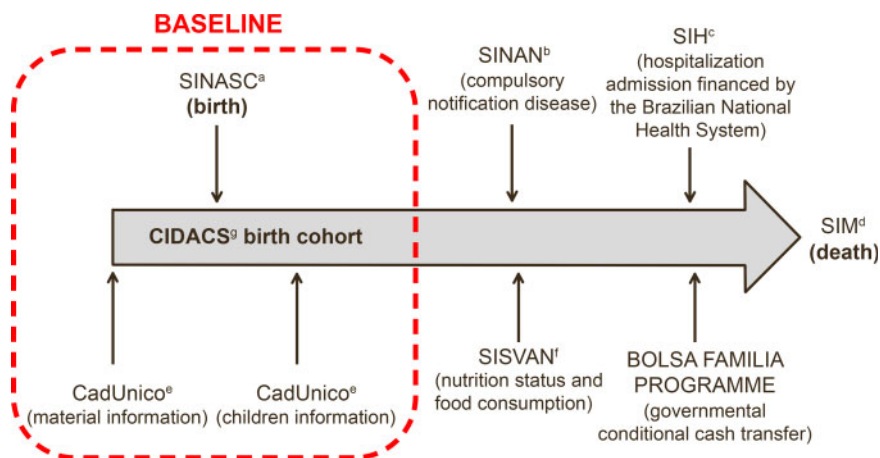 BASELINE
SINASCᵃ
(birth)
SINANᵇ
(compulsory
notification disease)
SIHᶜ
(hospitalization
admission financed by
the Brazilian National
Health System)
CIDACSᵍ birth cohort
SIMᵈ
(death)
CadUnicoᵉ
(material information)
CadUnicoᵉ
(children information)
SISVANᶠ
(nutrition status and
food consumption)
BOLSA FAMILIA
PROGRAMME
(governmental
conditional cash transfer)